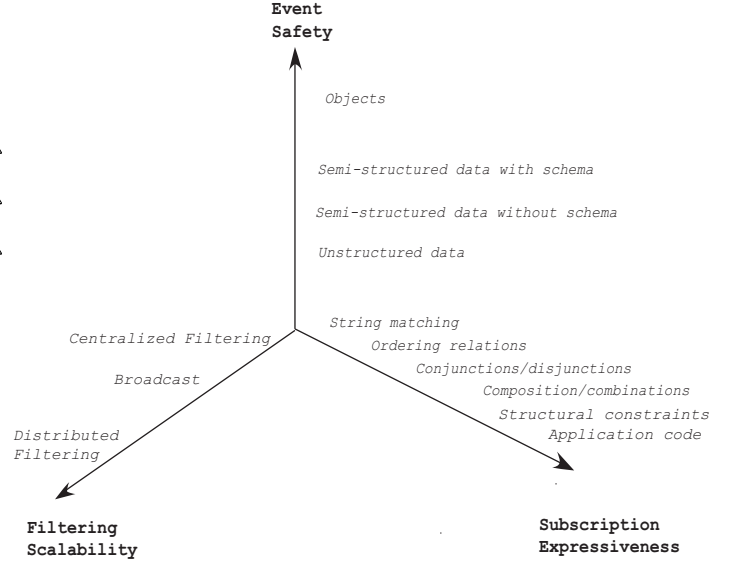 Event
Safety
Objects
Semi-structured data with schema
Semi-structured data without schema
Unstructured data
String matching
Centralized Filtering
Ordering relations
Conjunctions/disjunctions
Broadcast
Composition/combinations
Structural constraints
Distributed
Filtering
Application code
Filtering
Scalability
Subscription
Expressiveness